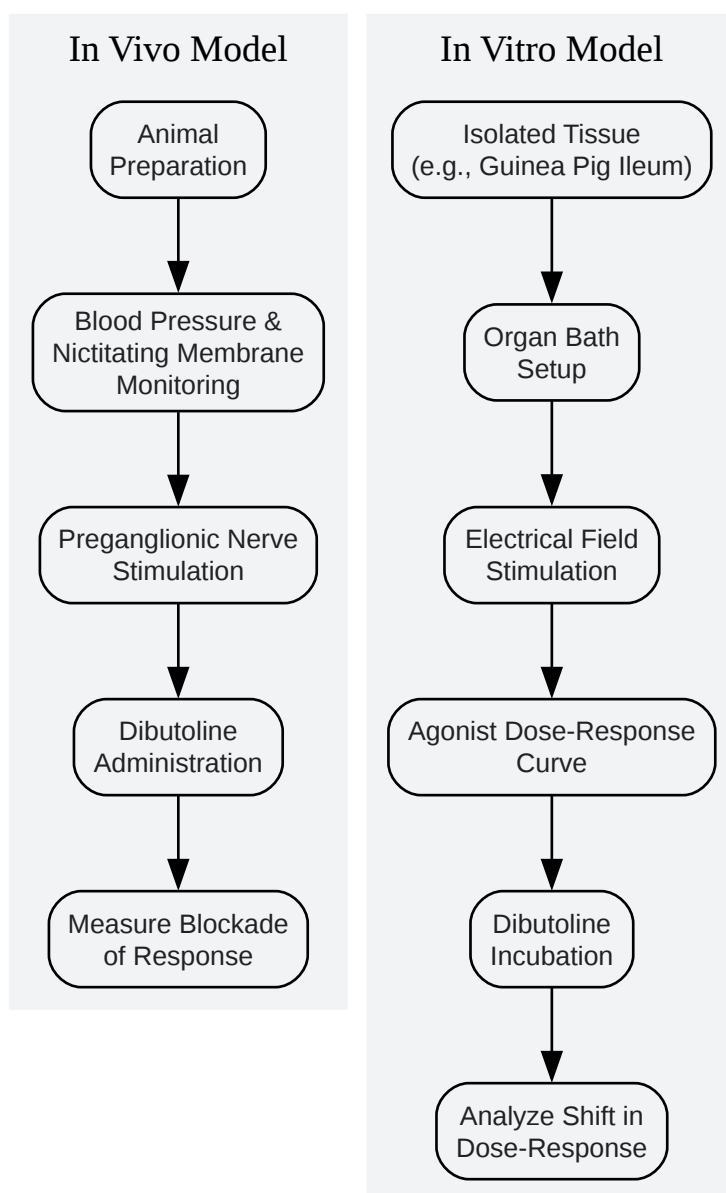 In Vivo Model
Animal
Preparation
Blood Pressure &
Nictitating Membrane
Monitoring
Preganglionic Nerve
Stimulation
Dibutoline
Administration
Measure Blockade
of Response
In Vitro Model
Isolated Tissue
(e.g., Guinea Pig Ileum)
Organ Bath
Setup
Electrical Field
Stimulation
Agonist Dose-Response
Curve
Dibutoline
Incubation
Analyze Shift in
Dose-Response